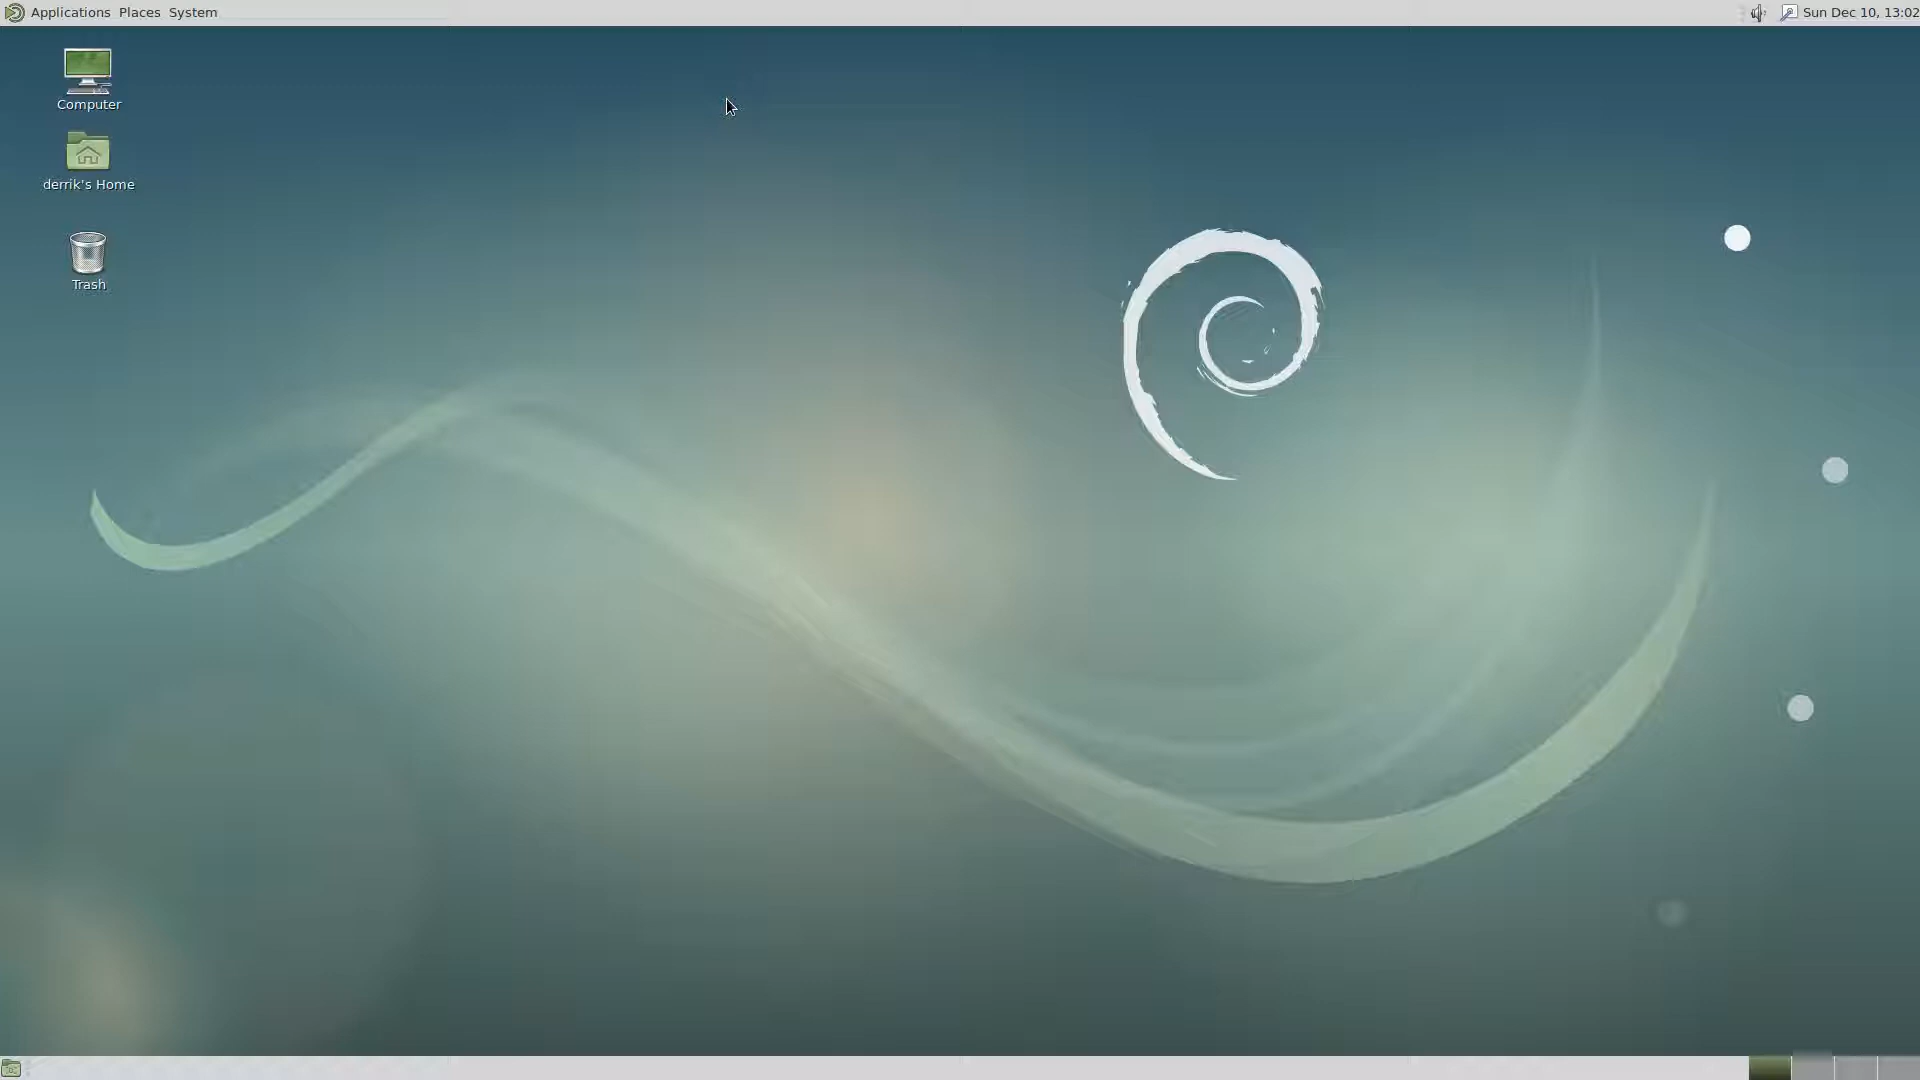 Applications Places System
Sun Dec 10, 13:02
Computer
derrik's Home
Trash